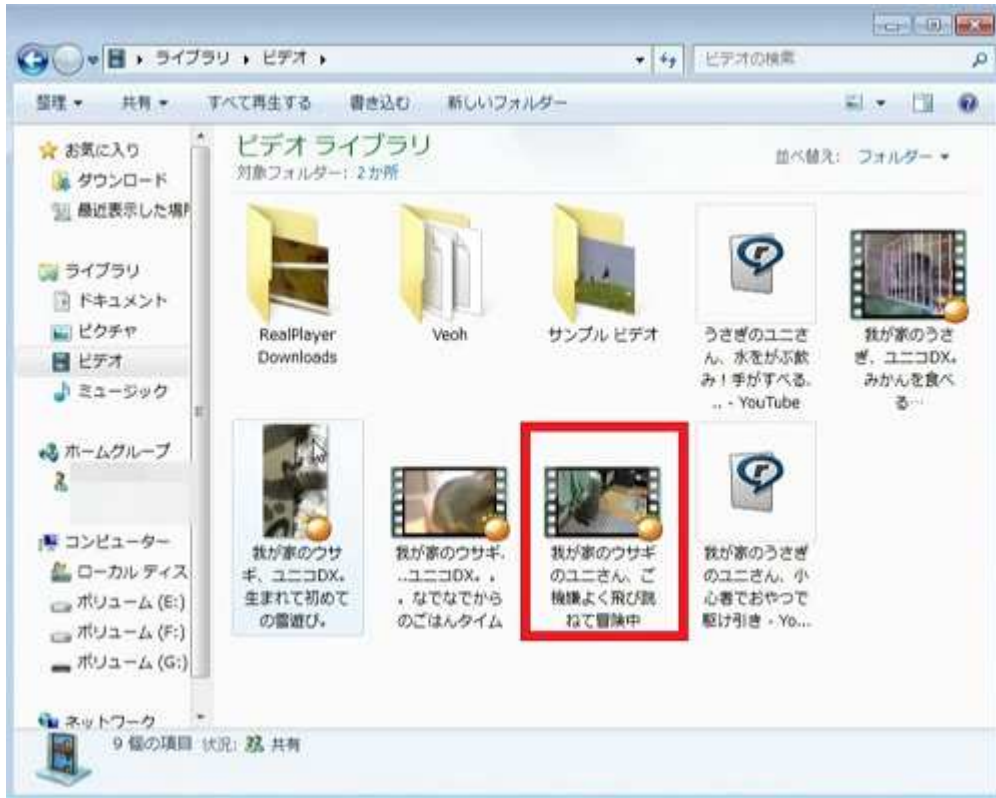 ライブラリ ビデオ
ビデオの検索
整理 共有 すべて再生する 書き込む 新しいフォルダー
お気に入り
ダウンロード
最近表示した場所
ライブラリ
ドキュメント
ピクチャ
ビデオ
ミュージック
ホームグループ
コンピューター
ローカル ディス
ボリューム (E:)
ボリューム (F:)
ボリューム (G:)
ネットワーク
ビデオ ライブラリ
対象フォルダー: 2か所
並べ替え: フォルダー
RealPlayer
Downloads
Veoh
サンプル ビデオ
うさぎのユニさ
ん、水をがぶ飲
み!手がすべる。
.. - YouTube
我が家のうさ
ぎ、ユニコDX。
みかんを食べ
る…
我が家のウサ
ギ、ユニコDX。
生まれて初めて
の雪遊び。
我が家のウサギ.
..ユニコDX。。
。なでなでから
のごはんタイム
我が家のウサギ
のユニさん、ご
機嫌よく飛び跳
ねて冒険中
我が家のうさぎ
のユニさん、小
心者でおやつで
駆け引き - Yo...
9 個の項目 状況: 共有